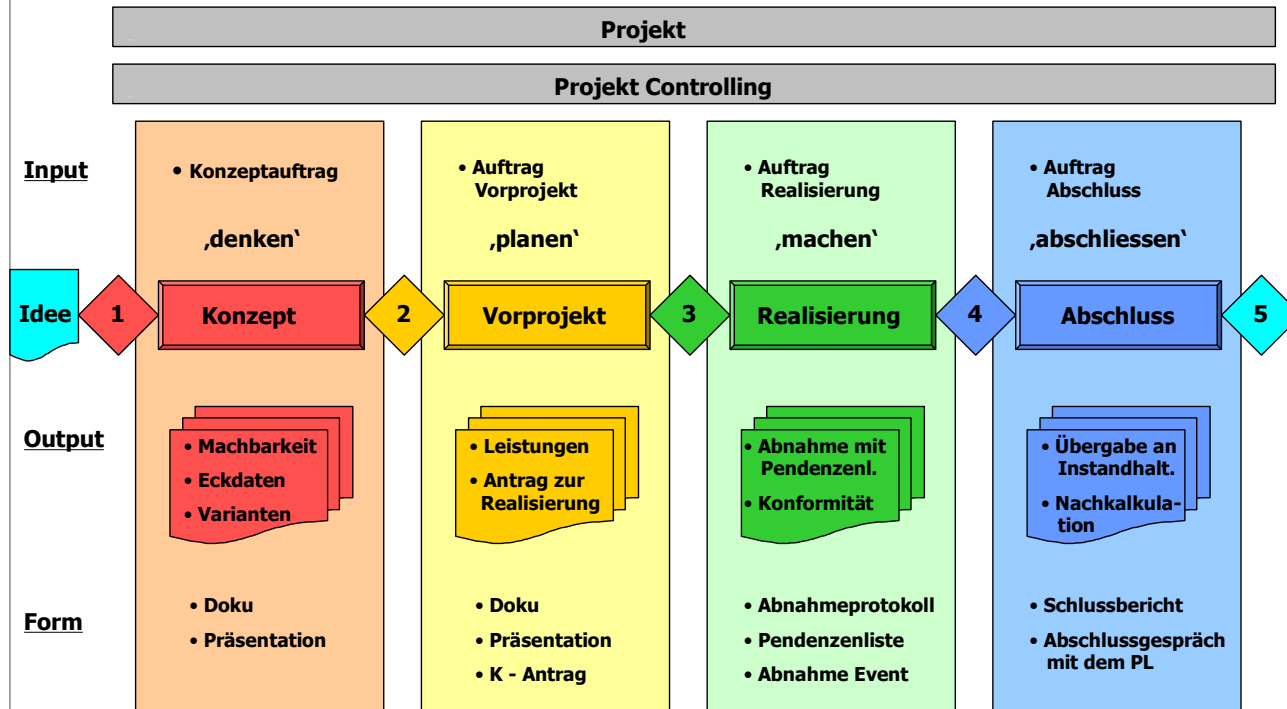 Projekt
Projekt Controlling
Input
• Konzeptauftrag
• Auftrag
Vorprojekt
• Auftrag
Realisierung
• Auftrag
Abschluss
‚denken‘
‚planen‘
‚machen‘
‚abschliessen‘
Idee
1
Konzept
2
Vorprojekt
3
Realisierung
4
Abschluss
5
Output
• Machbarkeit
• Eckdaten
• Varianten
• Leistungen
• Antrag zur
Realisierung
• Abnahme mit
Pendenzenl.
• Konformität
• Übergabe an
Instandhalt.
• Nachkalkula-
tion
Form
• Doku
• Präsentation
• Doku
• Präsentation
• K - Antrag
• Abnahmeprotokoll
• Pendenzenliste
• Abnahme Event
• Schlussbericht
• Abschlussgespräch
mit dem PL